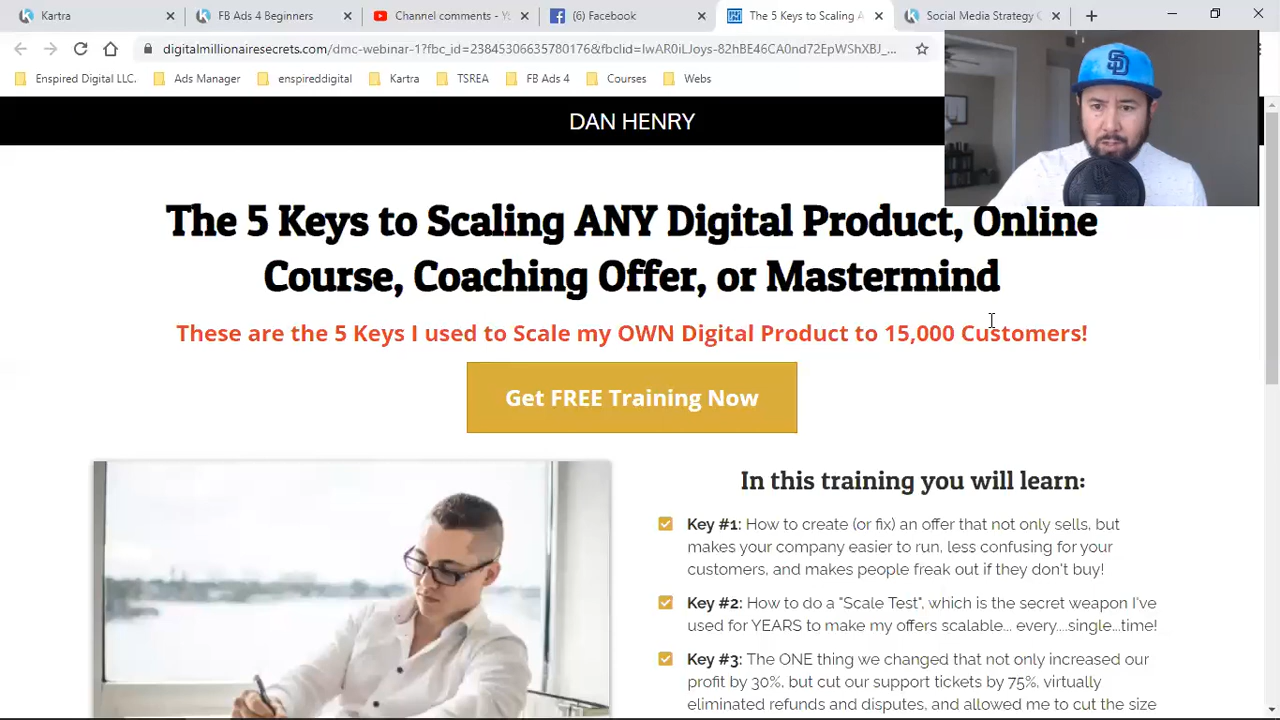 Kartra
FB Ads 4 Beginners
Channel comments - Y
(6) Facebook
The 5 Keys to Scaling A
Social Media Strategy C
digitalmillionairesecrets.com/dmc-webinar-1?fbc_id=23845306635780176&fbclid=IwAR0iLJoys-82hBE46CA0nd72EpWShXBJ_...
Enspired Digital LLC.
Ads Manager
enspireddigital
Kartra
TSREA
FB Ads 4
Courses
Webs
SD
DAN HENRY
The 5 Keys to Scaling ANY Digital Product, Online
Course, Coaching Offer, or Mastermind
These are the 5 Keys I used to Scale my OWN Digital Product to 15,000 Customers!
Get FREE Training Now
In this training you will learn:
Key #1: How to create (or fix) an offer that not only sells, but
makes your company easier to run, less confusing for your
customers, and makes people freak out if they don't buy!
Key #2: How to do a "Scale Test", which is the secret weapon I've
used for YEARS to make my offers scalable... every....single...time!
Key #3: The ONE thing we changed that not only increased our
profit by 30%, but cut our support tickets by 75%, virtually
eliminated refunds and disputes, and allowed me to cut the size